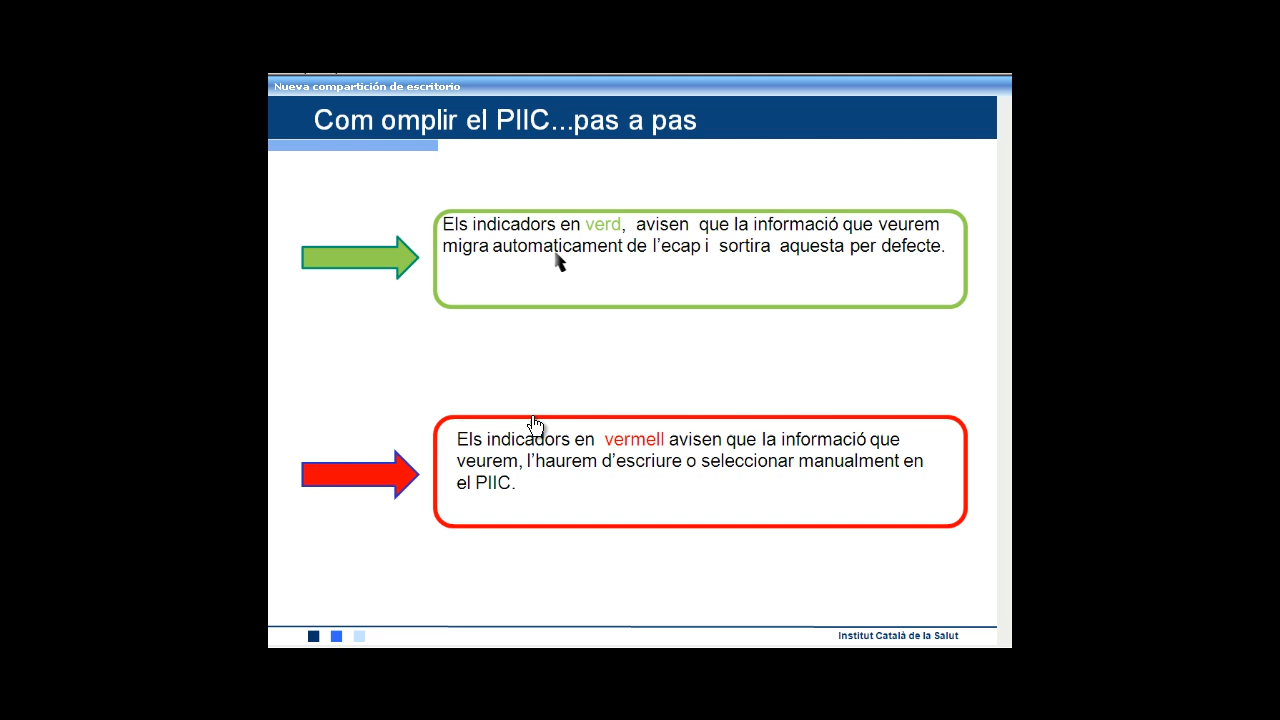 Nueva compartición de escritorio
Com omplir el PIIC...pas a pas
Els indicadors en verd, avisen que la informació que veurem
migra automaticament de l'ecap i sortira aquesta per defecte.
Els indicadors en vermell avisen que la informació que
veurem, l'haurem d'escriure o seleccionar manualment en
el PIIC.
Institut Català de la Salut